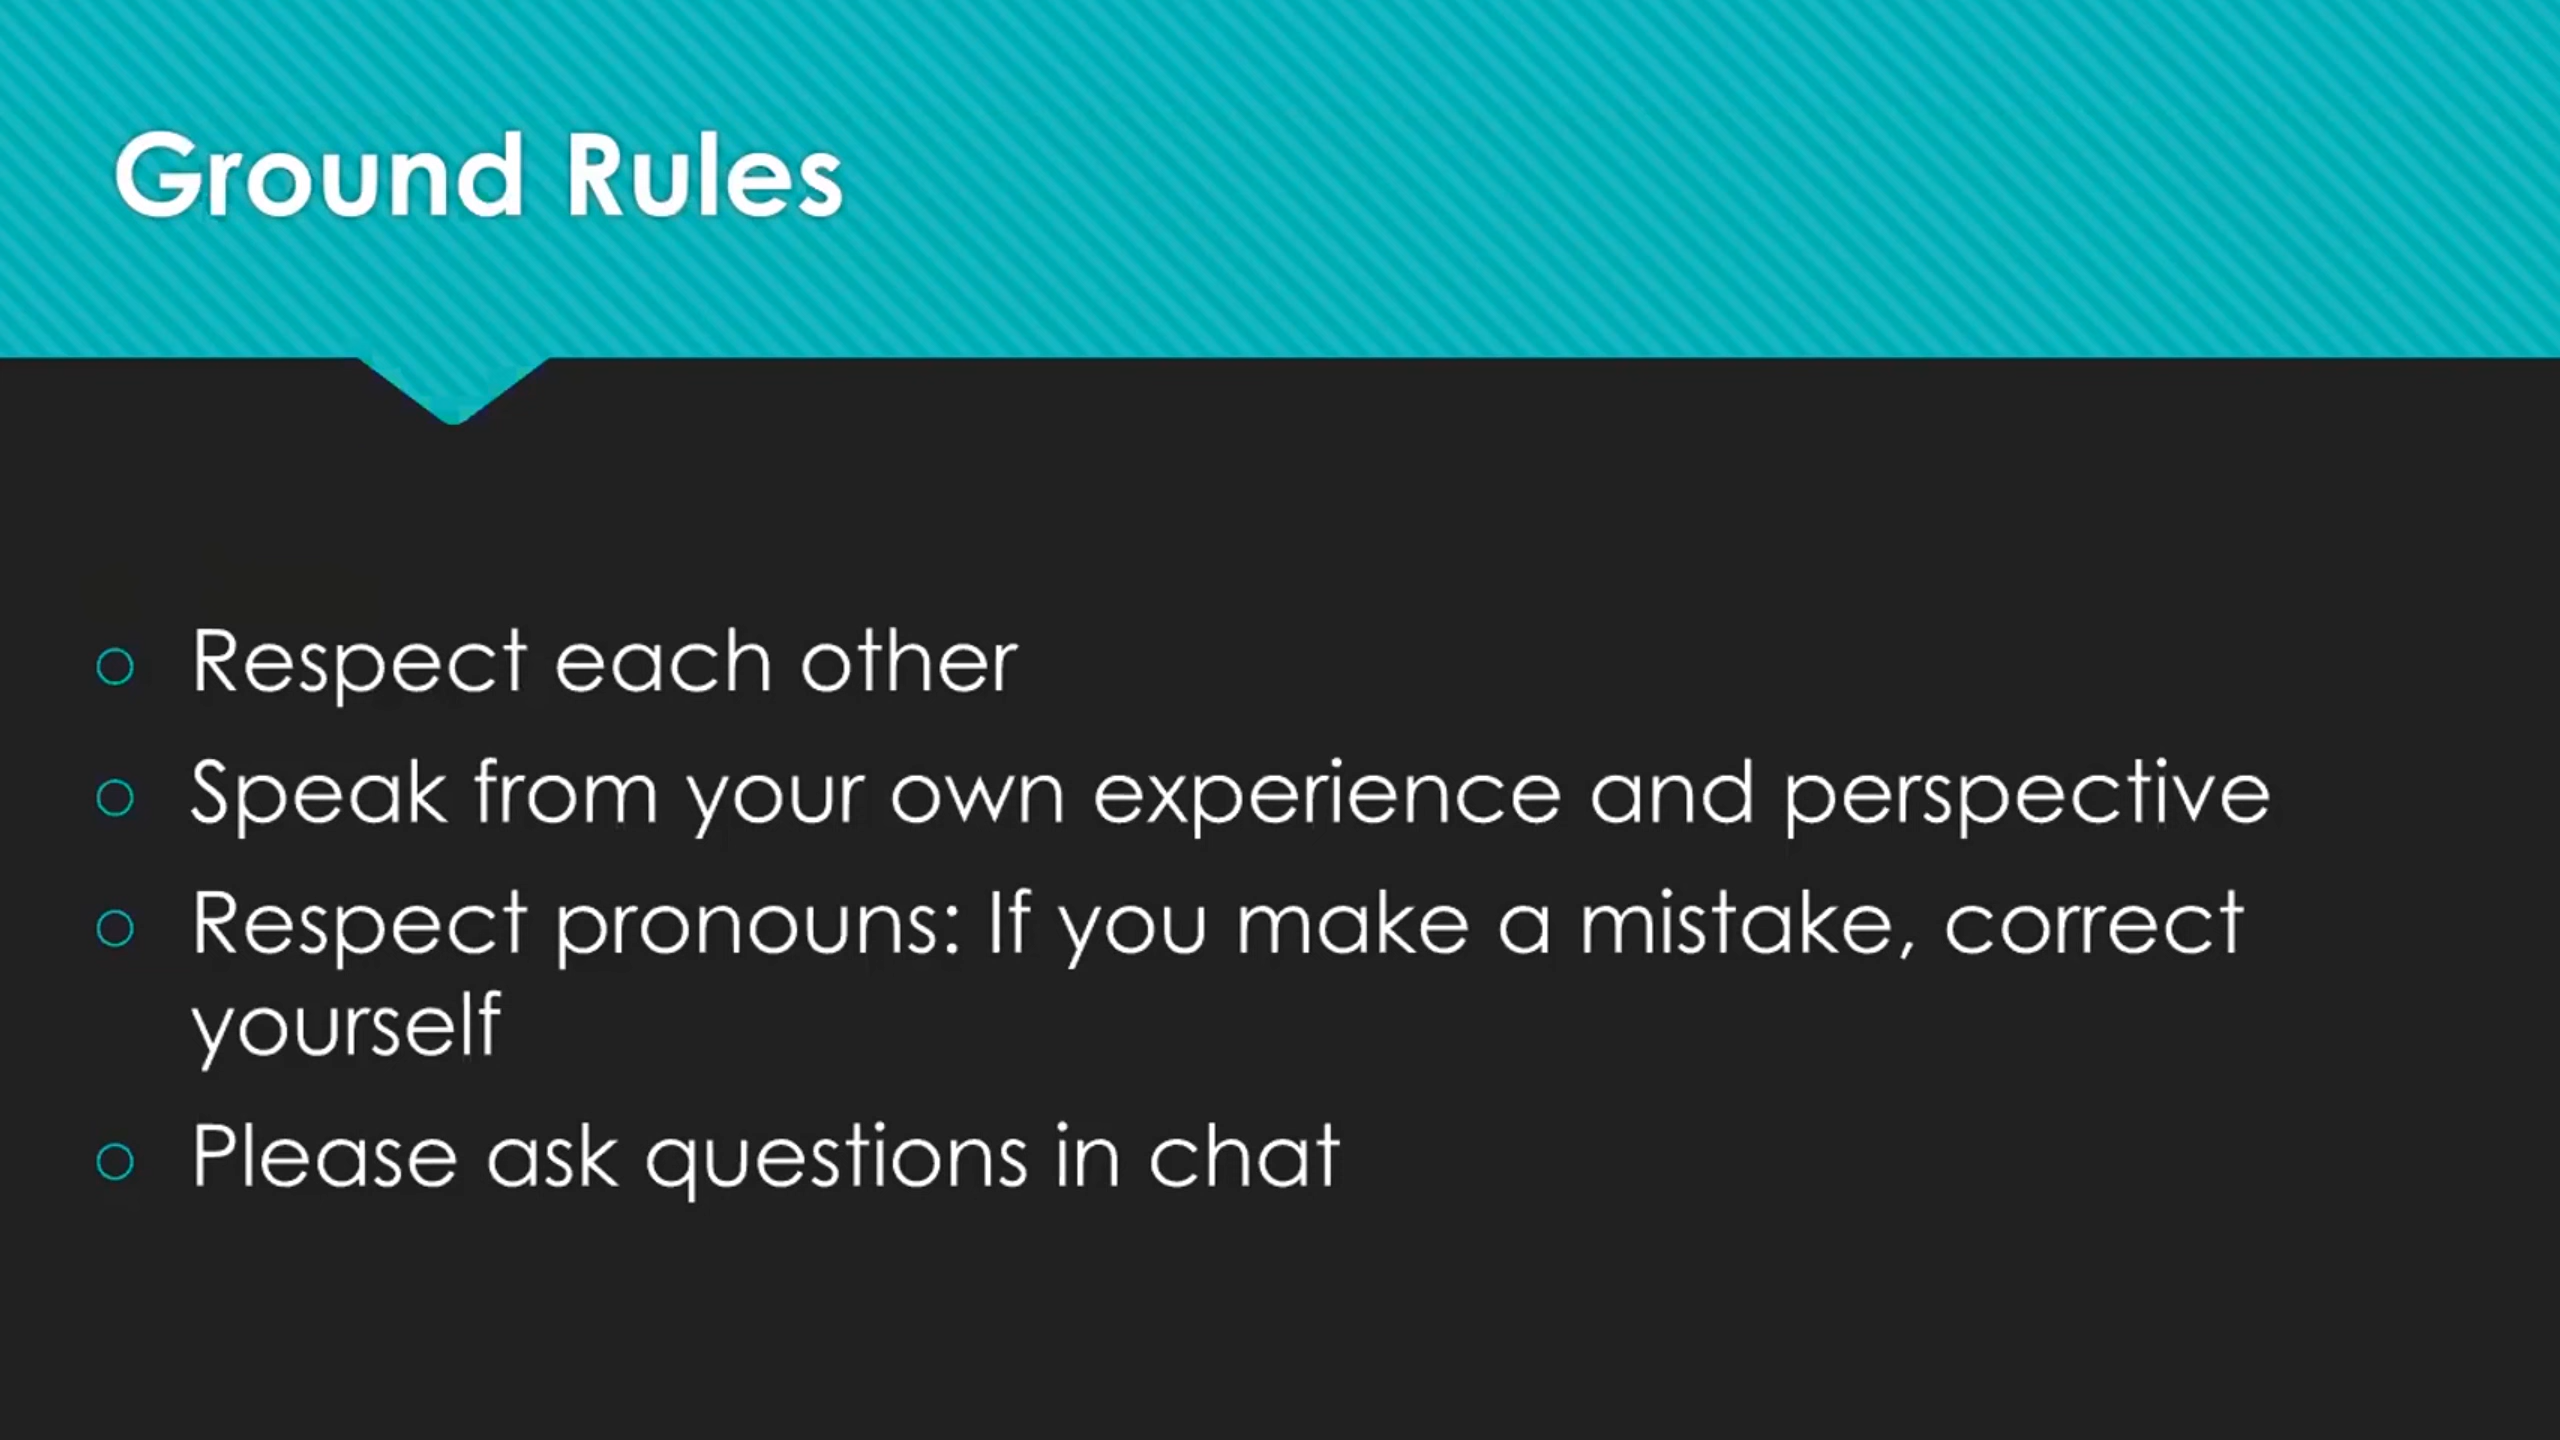 Ground Rules
Respect each other
Speak from your own experience and perspective
Respect pronouns: If you make a mistake, correct
yourself
Please ask questions in chat